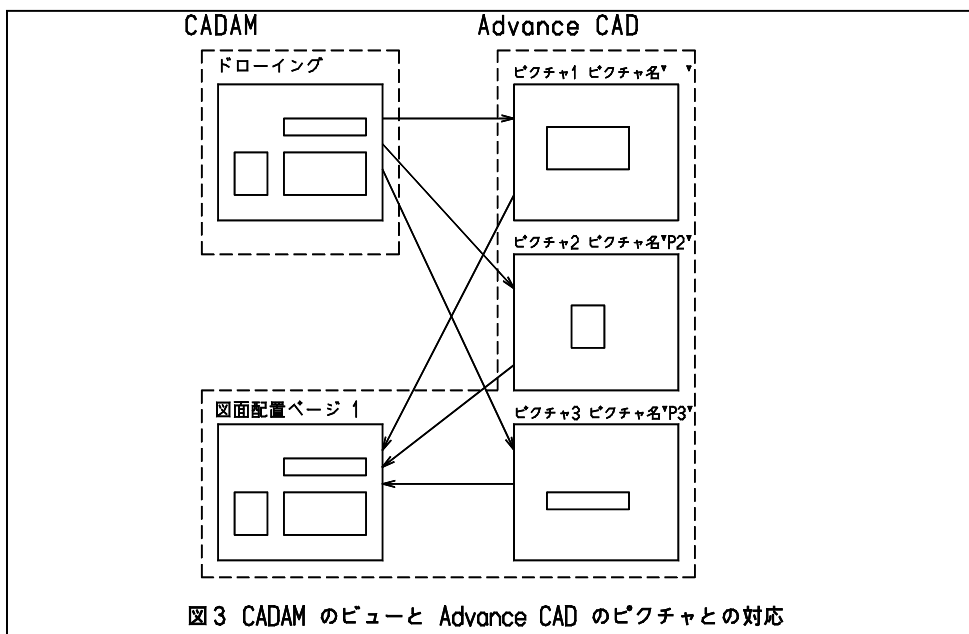 CADAM
Advance CAD
ドローイング
ピクチャ1 ピクチャ名" "
ピクチャ2 ピクチャ名"P2"
図面配置ページ 1
ピクチャ3 ピクチャ名"P3"
図3 CADAM のビューと Advance CAD のピクチャとの対応